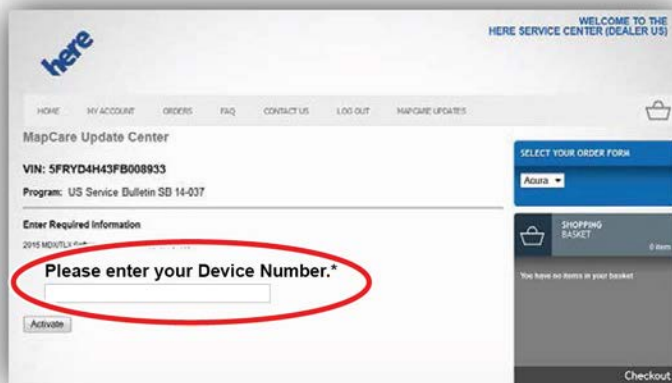 WELCOME TO THE
HERE SERVICE CENTER (DEALER US)
here
HOME MY ACCOUNT ORDERS FAQ CONTACT US LOG OUT MAPCARE UPDATES
MapCare Update Center
VIN: 5FRYD4H43FB008933
Program: US Service Bulletin SB 14-037
Enter Required Information
2015 MDX/TLX
Please enter your Device Number.*
Activate
SELECT YOUR ORDER FORM
Acura
SHOPPING
BASKET
0 item
You have no items in your basket
Checkout